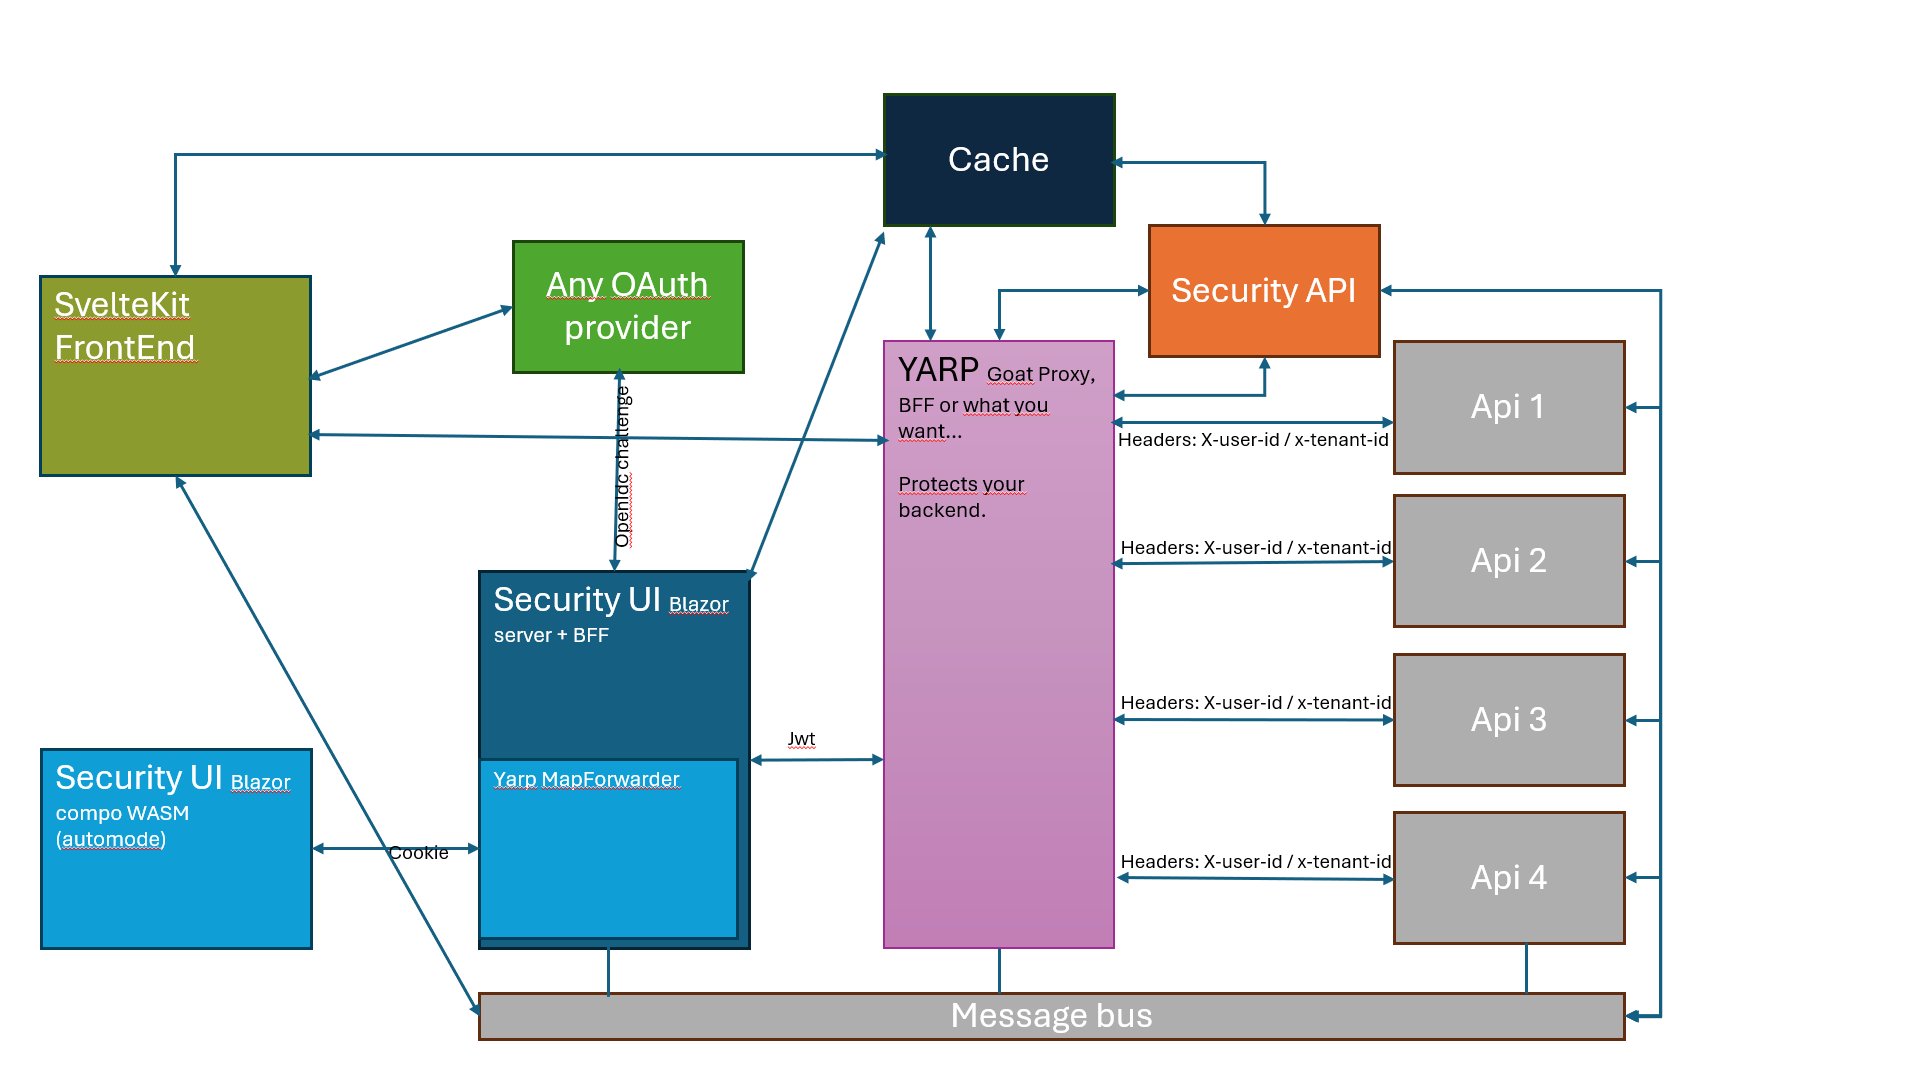 Cache
SvelteKit
FrontEnd
Any OAuth
provider
Security API
YARP Goat Proxy,
BFF or what you
want...
Protects your
backend.
OpenIdc chattenge
Headers: X-user-id / x-tenant-id
Api 1
Headers: X-user-id / x-tenant-id
Api 2
Security UI Blazor
server + BFF
Headers: X-user-id / x-tenant-id
Api 3
Jwt
Security UI Blazor
compo WASM
(automode)
Yarp MapForwarder
Cookie
Headers: X-user-id / x-tenant-id
Api 4
Message bus